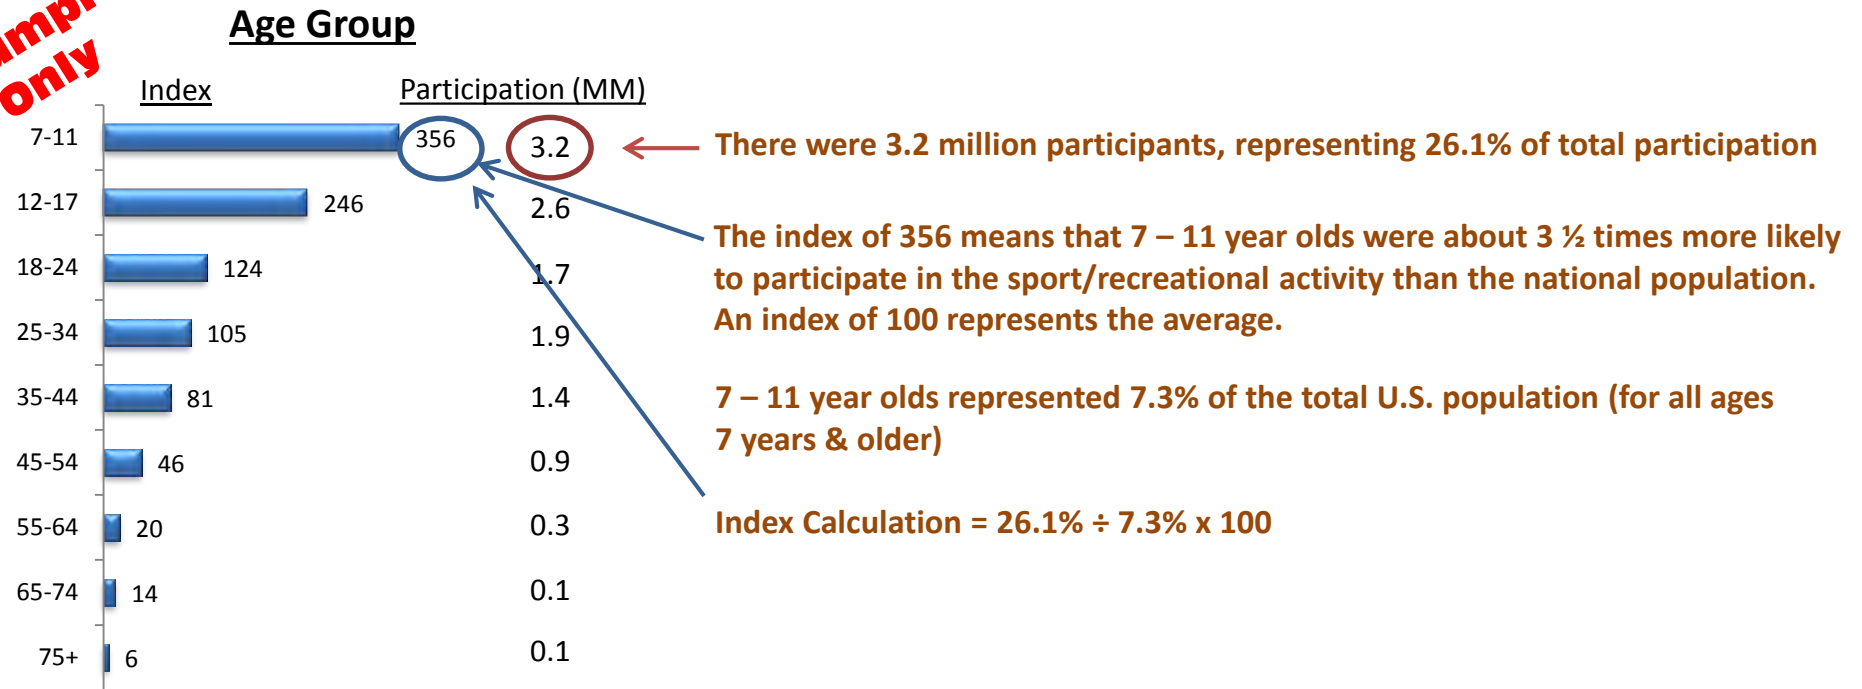 only
Age Group
Index Participation (MM)
7-11 356 3.2
12-17 246 2.6
18-24 124 1.7
25-34 105 1.9
35-44 81 1.4
45-54 46 0.9
55-64 20 0.3
65-74 14 0.1
75+ 6 0.1
There were 3.2 million participants, representing 26.1% of total participation
The index of 356 means that 7 – 11 year olds were about 3 ½ times more likely
to participate in the sport/recreational activity than the national population.
An index of 100 represents the average.
7 – 11 year olds represented 7.3% of the total U.S. population (for all ages
7 years & older)
Index Calculation = 26.1% ÷ 7.3% x 100